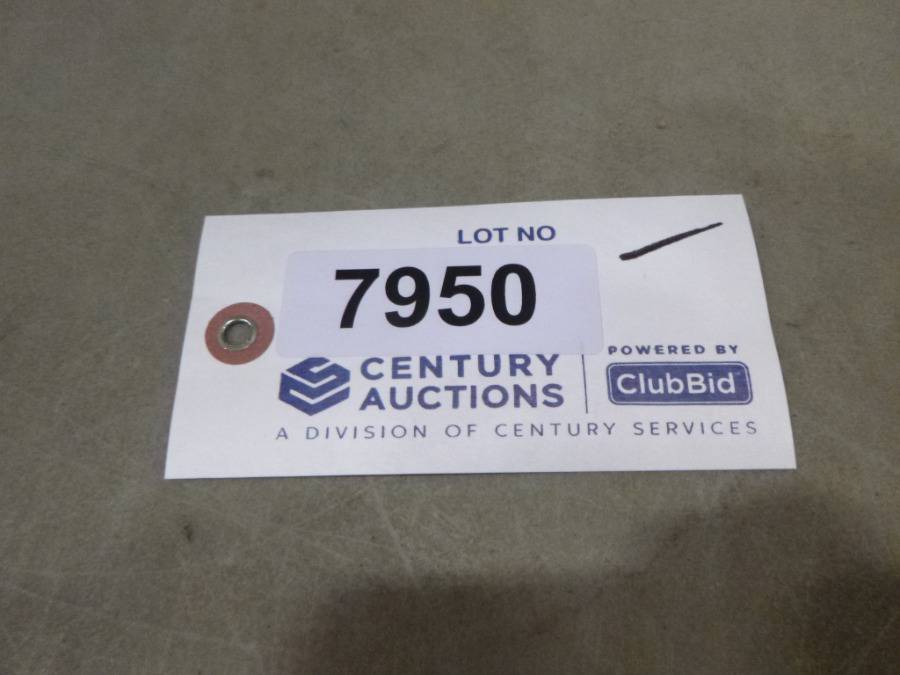 LOT NO
7950
CENTURY
AUCTIONS
POWERED BY
ClubBid
A DIVISION OF CENTURY SERVICES